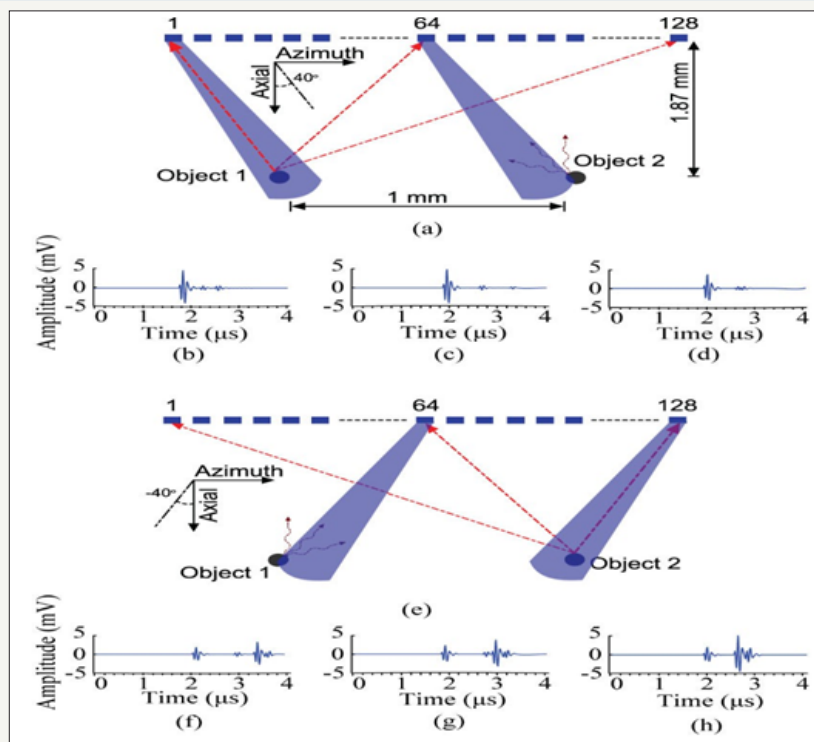 1 64 128
Azimuth
Axial
40°
1.87 mm
Object 1
Object 2
1 mm
(a)
Amplitude (mV)
5
0
-5
0 1 2 3 4
Time (µs)
(b)
5
0
-5
0 1 2 3 4
Time (µs)
(c)
5
0
-5
0 1 2 3 4
Time (µs)
(d)
1 64 128
Azimuth
Axial
-40°
Object 1
Object 2
(e)
Amplitude (mV)
5
0
-5
0 1 2 3 4
Time (µs)
(f)
5
0
-5
0 1 2 3 4
Time (µs)
(g)
5
0
-5
0 1 2 3 4
Time (µs)
(h)